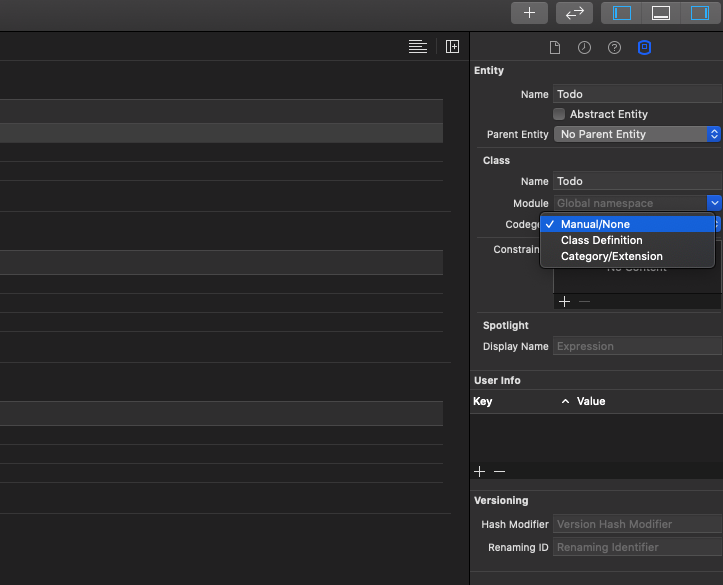 Entity
Name Todo
Abstract Entity
Parent Entity No Parent Entity
Class
Name Todo
Module Global namespace
Codege
Manual/None
Class Definition
Category/Extension
Constrain
No Content
Spotlight
Display Name Expression
User Info
Key Value
Versioning
Hash Modifier Version Hash Modifier
Renaming ID Renaming Identifier